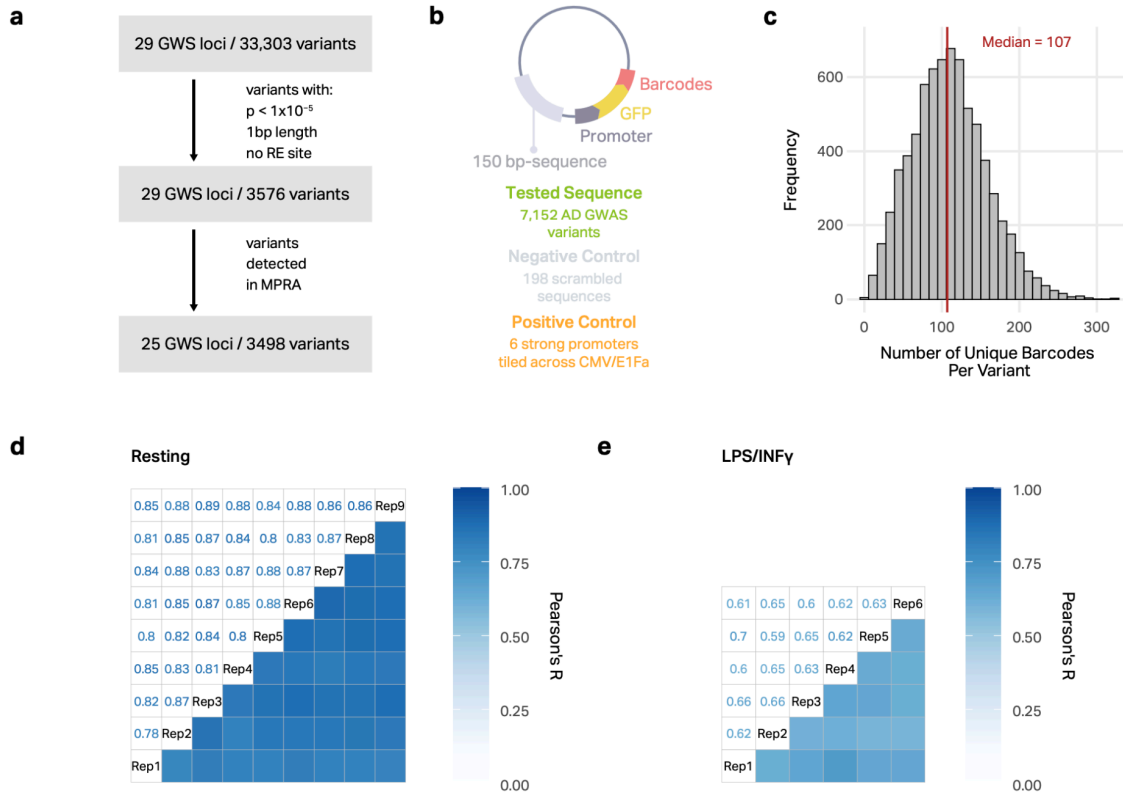 a
29 GWS loci / 33,303 variants
variants with:
p < 1x10⁻⁵
1bp length
no RE site
29 GWS loci / 3576 variants
variants
detected
in MPRA
25 GWS loci / 3498 variants
b
Barcodes
GFP
Promoter
150 bp-sequence
Tested Sequence
7,152 AD GWAS
variants
Negative Control
198 scrambled
sequences
Positive Control
6 strong promoters
tiled across CMV/E1Fa
c
Median = 107
Frequency
600
400
200
0
0 100 200 300
Number of Unique Barcodes
Per Variant
d
Resting
0.85 0.88 0.89 0.88 0.84 0.88 0.86 0.86 Rep9
0.81 0.85 0.87 0.84 0.8 0.83 0.87 Rep8
0.84 0.88 0.83 0.87 0.88 0.87 Rep7
0.81 0.85 0.87 0.85 0.88 Rep6
0.8 0.82 0.84 0.8 Rep5
0.85 0.83 0.81 Rep4
0.82 0.87 Rep3
0.78 Rep2
Rep1
1.00
0.75
0.50
0.25
0.00
Pearson's R
e
LPS/INFγ
0.61 0.65 0.6 0.62 0.63 Rep6
0.7 0.59 0.65 0.62 Rep5
0.6 0.65 0.63 Rep4
0.66 0.66 Rep3
0.62 Rep2
Rep1
1.00
0.75
0.50
0.25
0.00
Pearson's R